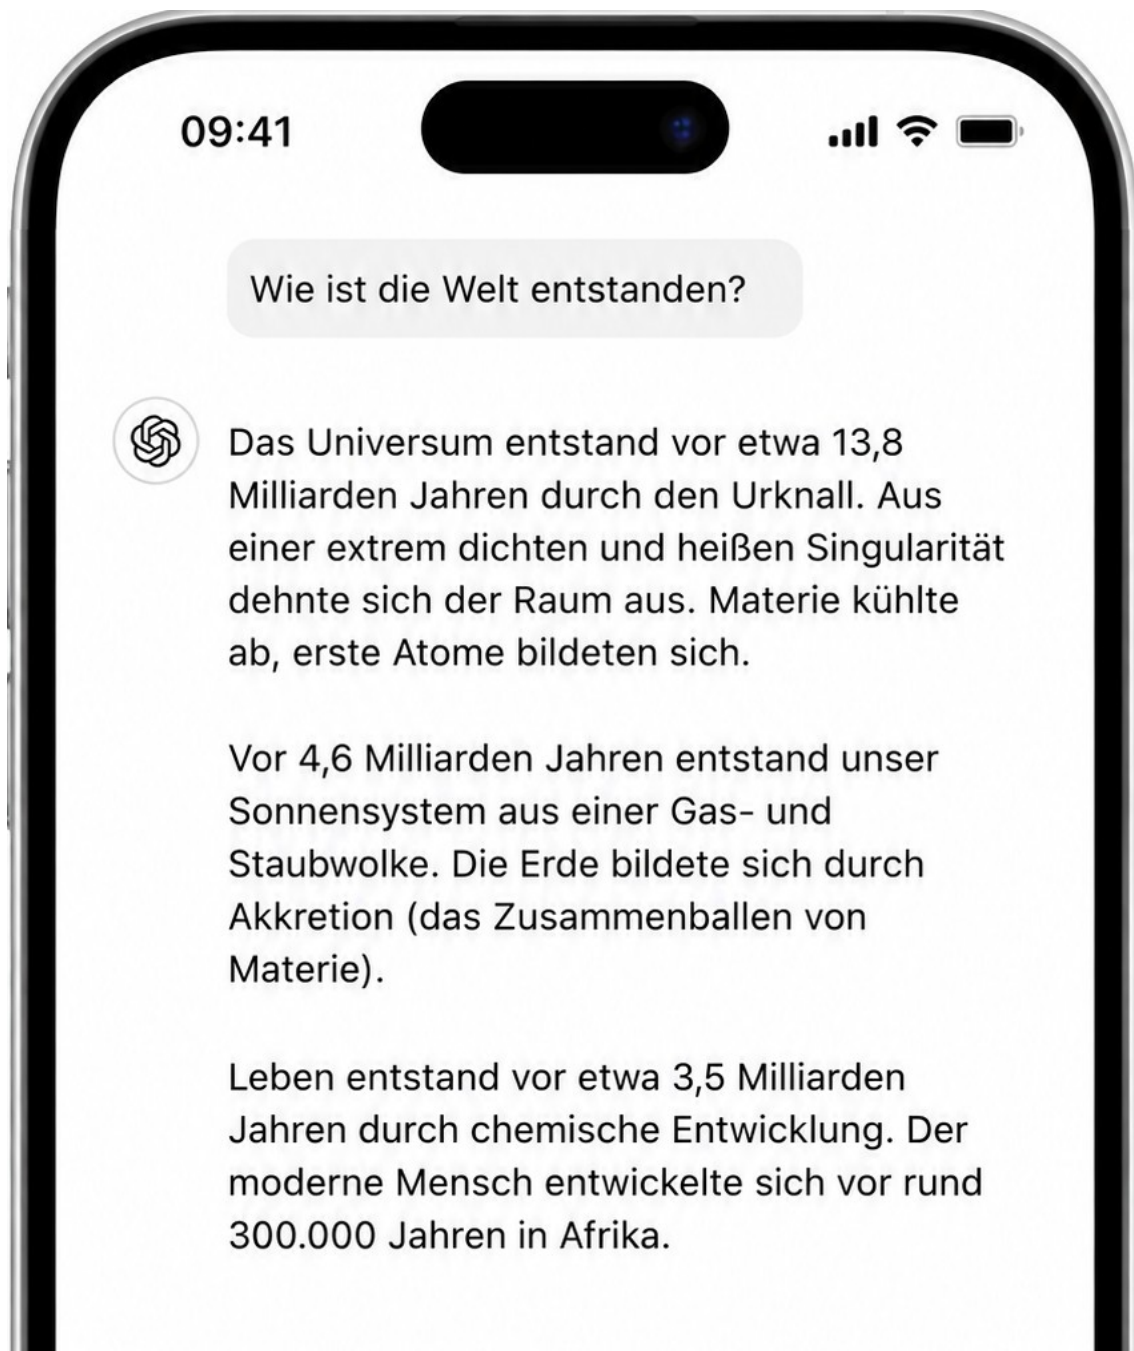 09:41
Wie ist die Welt entstanden?
Das Universum entstand vor etwa 13,8
Milliarden Jahren durch den Urknall. Aus
einer extrem dichten und heißen Singularität
dehnte sich der Raum aus. Materie kühlte
ab, erste Atome bildeten sich.
Vor 4,6 Milliarden Jahren entstand unser
Sonnensystem aus einer Gas- und
Staubwolke. Die Erde bildete sich durch
Akkretion (das Zusammenballen von
Materie).
Leben entstand vor etwa 3,5 Milliarden
Jahren durch chemische Entwicklung. Der
moderne Mensch entwickelte sich vor rund
300.000 Jahren in Afrika.